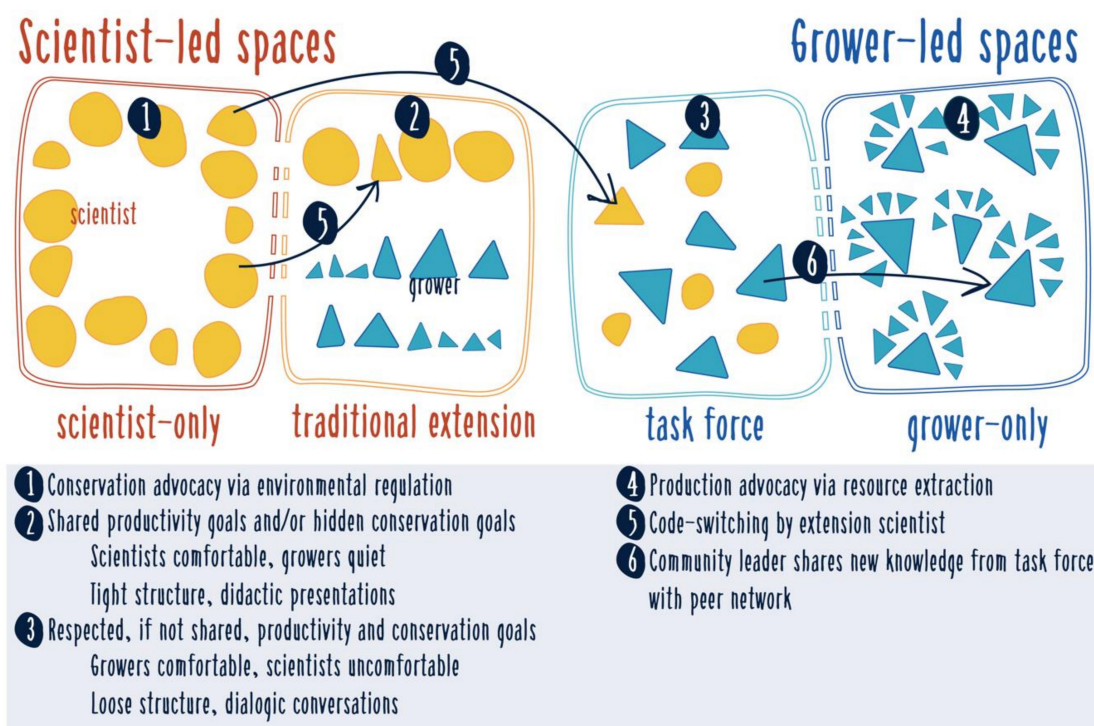 Scientist-led spaces
Grower-led spaces
5
1
2
3
4
scientist
5
grower
6
scientist-only
traditional extension
task force
grower-only
1 Conservation advocacy via environmental regulation
2 Shared productivity goals and/or hidden conservation goals
Scientists comfortable, growers quiet
Tight structure, didactic presentations
3 Respected, if not shared, productivity and conservation goals
Growers comfortable, scientists uncomfortable
Loose structure, dialogic conversations
4 Production advocacy via resource extraction
5 Code-switching by extension scientist
6 Community leader shares new knowledge from task force
with peer network